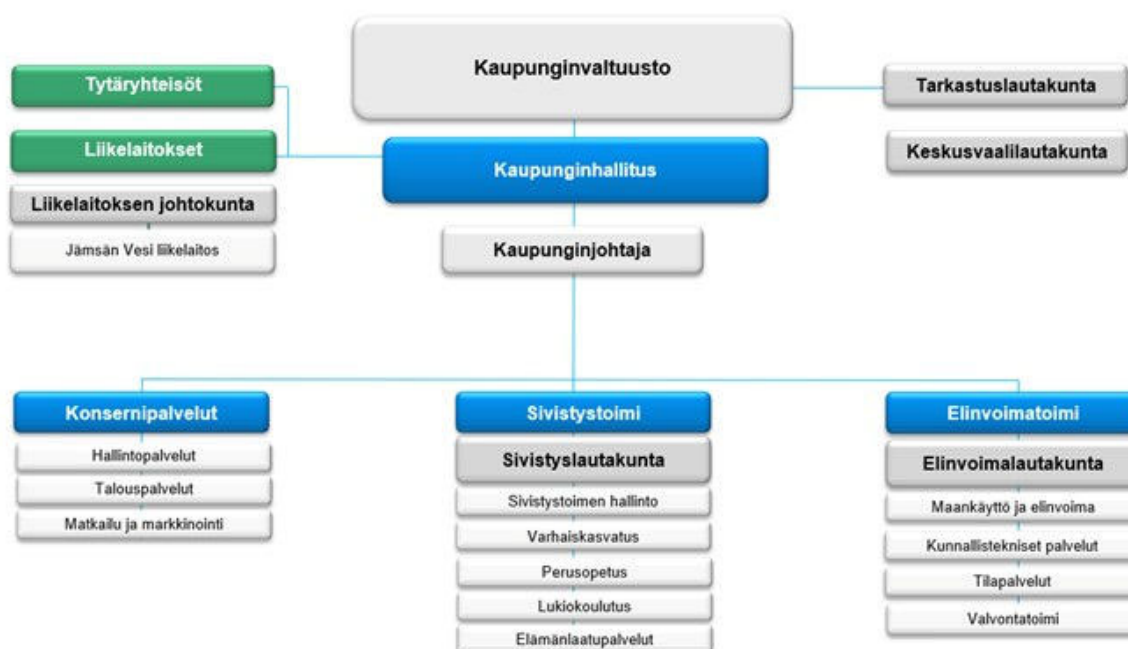 Kaupunginvaltuusto
Tytäryhteisöt
Tarkastuslautakunta
Liikelaitokset
Keskusvaalilautakunta
Kaupunginhallitus
Liikelaitoksen johtokunta
Jämsän Vesi liikelaitos
Kaupunginjohtaja
Konsernipalvelut
Hallintopalvelut
Talouspalvelut
Matkailu ja markkinointi
Sivistystoimi
Sivistyslautakunta
Sivistystoimen hallinto
Varhaiskasvatus
Perusopetus
Lukiokoulutus
Elämänlaatupalvelut
Elinvoimatoimi
Elinvoimalautakunta
Maankäyttö ja elinvoima
Kunnallistekniset palvelut
Tilapalvelut
Valvontatoimi